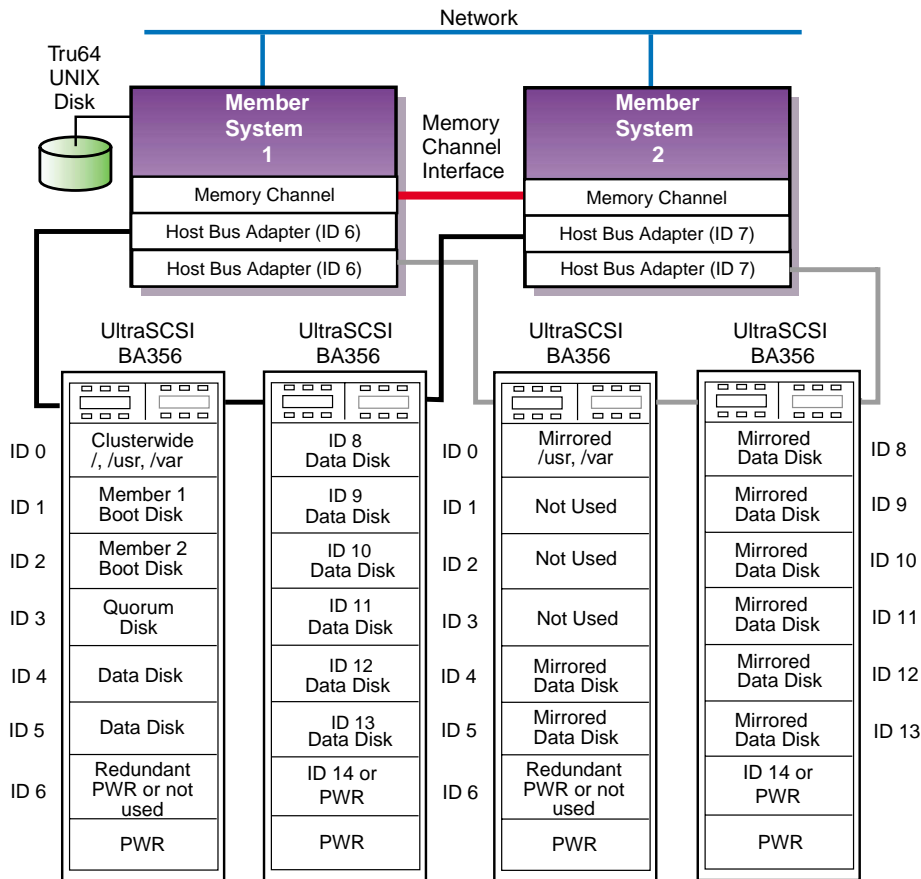 Network
Tru64
UNIX
Disk
Member
System
1
Memory
Channel
Interface
Member
System
2
Memory Channel
Host Bus Adapter (ID 6)
Host Bus Adapter (ID 6)
Memory Channel
Host Bus Adapter (ID 7)
Host Bus Adapter (ID 7)
UltraSCSI
BA356
UltraSCSI
BA356
UltraSCSI
BA356
UltraSCSI
BA356
ID 0
ID 1
ID 2
ID 3
ID 4
ID 5
ID 6
Clusterwide
/, /usr, /var
Member 1
Boot Disk
Member 2
Boot Disk
Quorum
Disk
Data Disk
Data Disk
Redundant
PWR or not
used
PWR
ID 8
Data Disk
ID 9
Data Disk
ID 10
Data Disk
ID 11
Data Disk
ID 12
Data Disk
ID 13
Data Disk
ID 14 or
PWR
PWR
ID 0
ID 1
ID 2
ID 3
ID 4
ID 5
ID 6
Mirrored
/usr, /var
Not Used
Not Used
Not Used
Mirrored
Data Disk
Mirrored
Data Disk
Redundant
PWR or not
used
PWR
Mirrored
Data Disk
Mirrored
Data Disk
Mirrored
Data Disk
Mirrored
Data Disk
Mirrored
Data Disk
Mirrored
Data Disk
ID 14 or
PWR
PWR
ID 8
ID 9
ID 10
ID 11
ID 12
ID 13